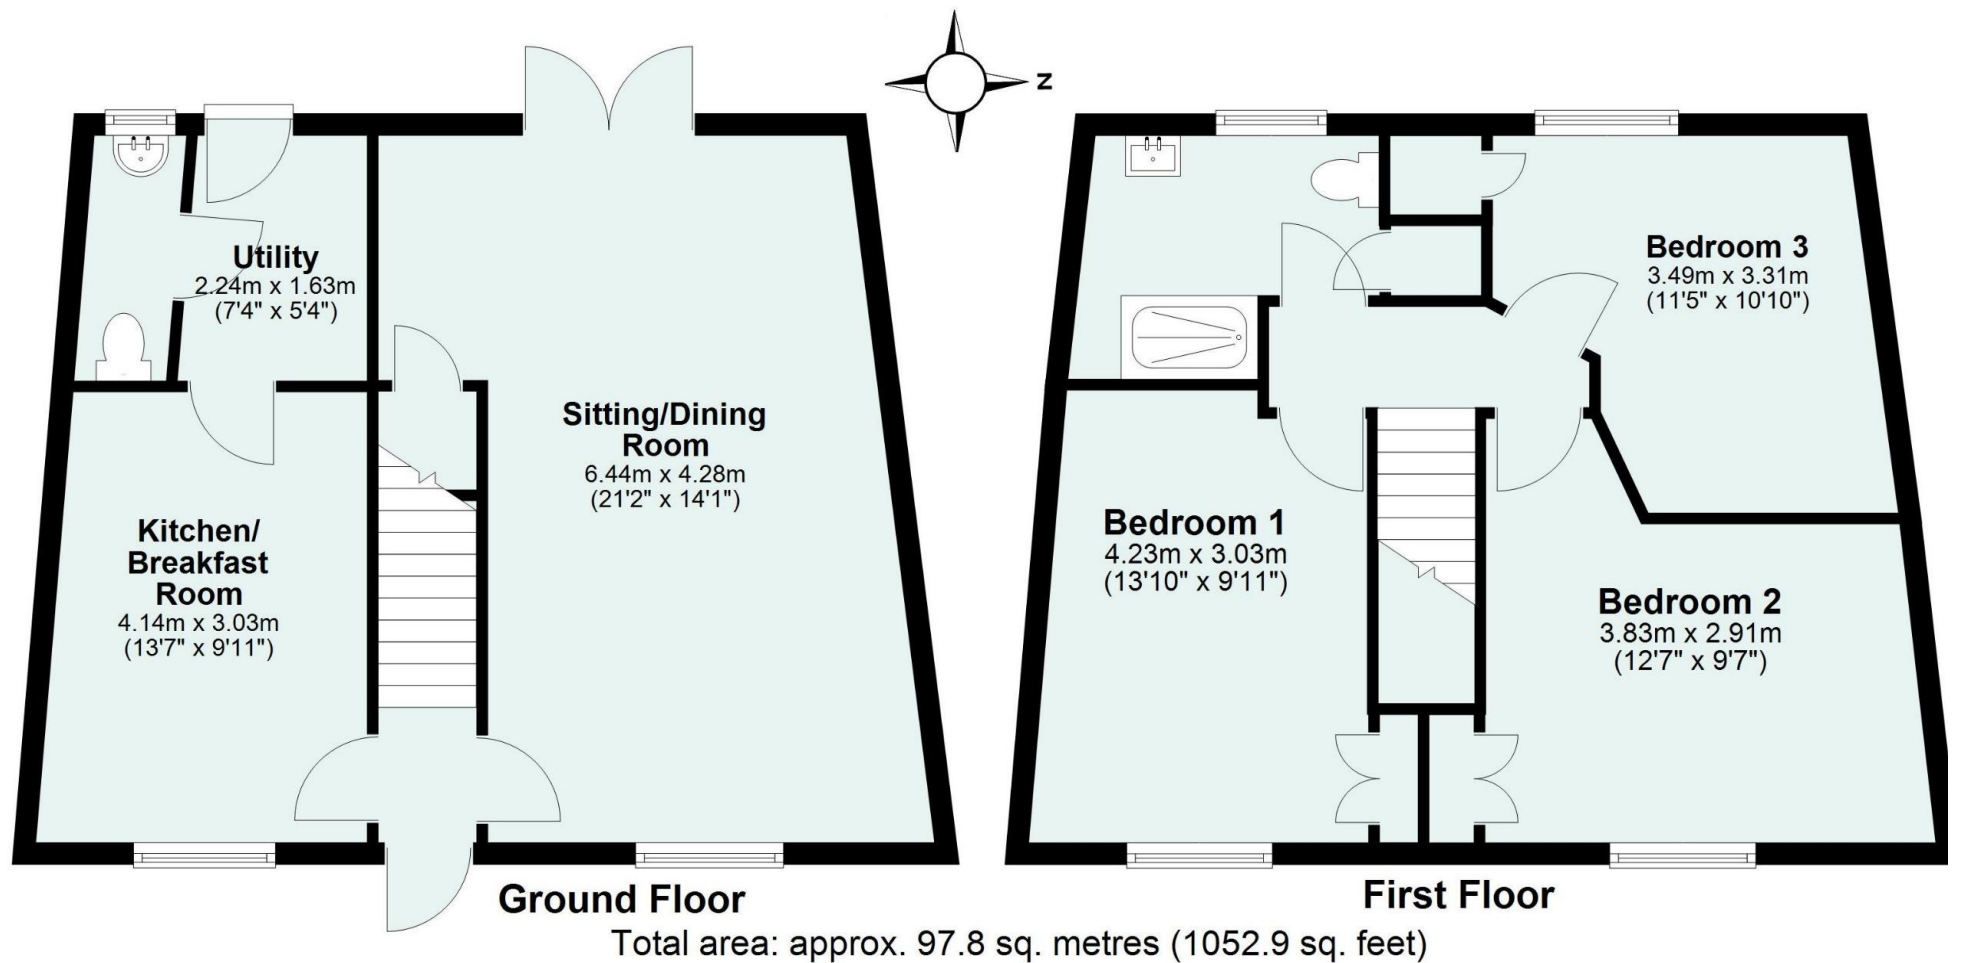 N
Utility
2.24m x 1.63m
(7'4" x 5'4")
Sitting/Dining
Room
6.44m x 4.28m
(21'2" x 14'1")
Kitchen/
Breakfast
Room
4.14m x 3.03m
(13'7" x 9'11")
Bedroom 3
3.49m x 3.31m
(11'5" x 10'10")
Bedroom 1
4.23m x 3.03m
(13'10" x 9'11")
Bedroom 2
3.83m x 2.91m
(12'7" x 9'7")
Ground Floor
First Floor
Total area: approx. 97.8 sq. metres (1052.9 sq. feet)